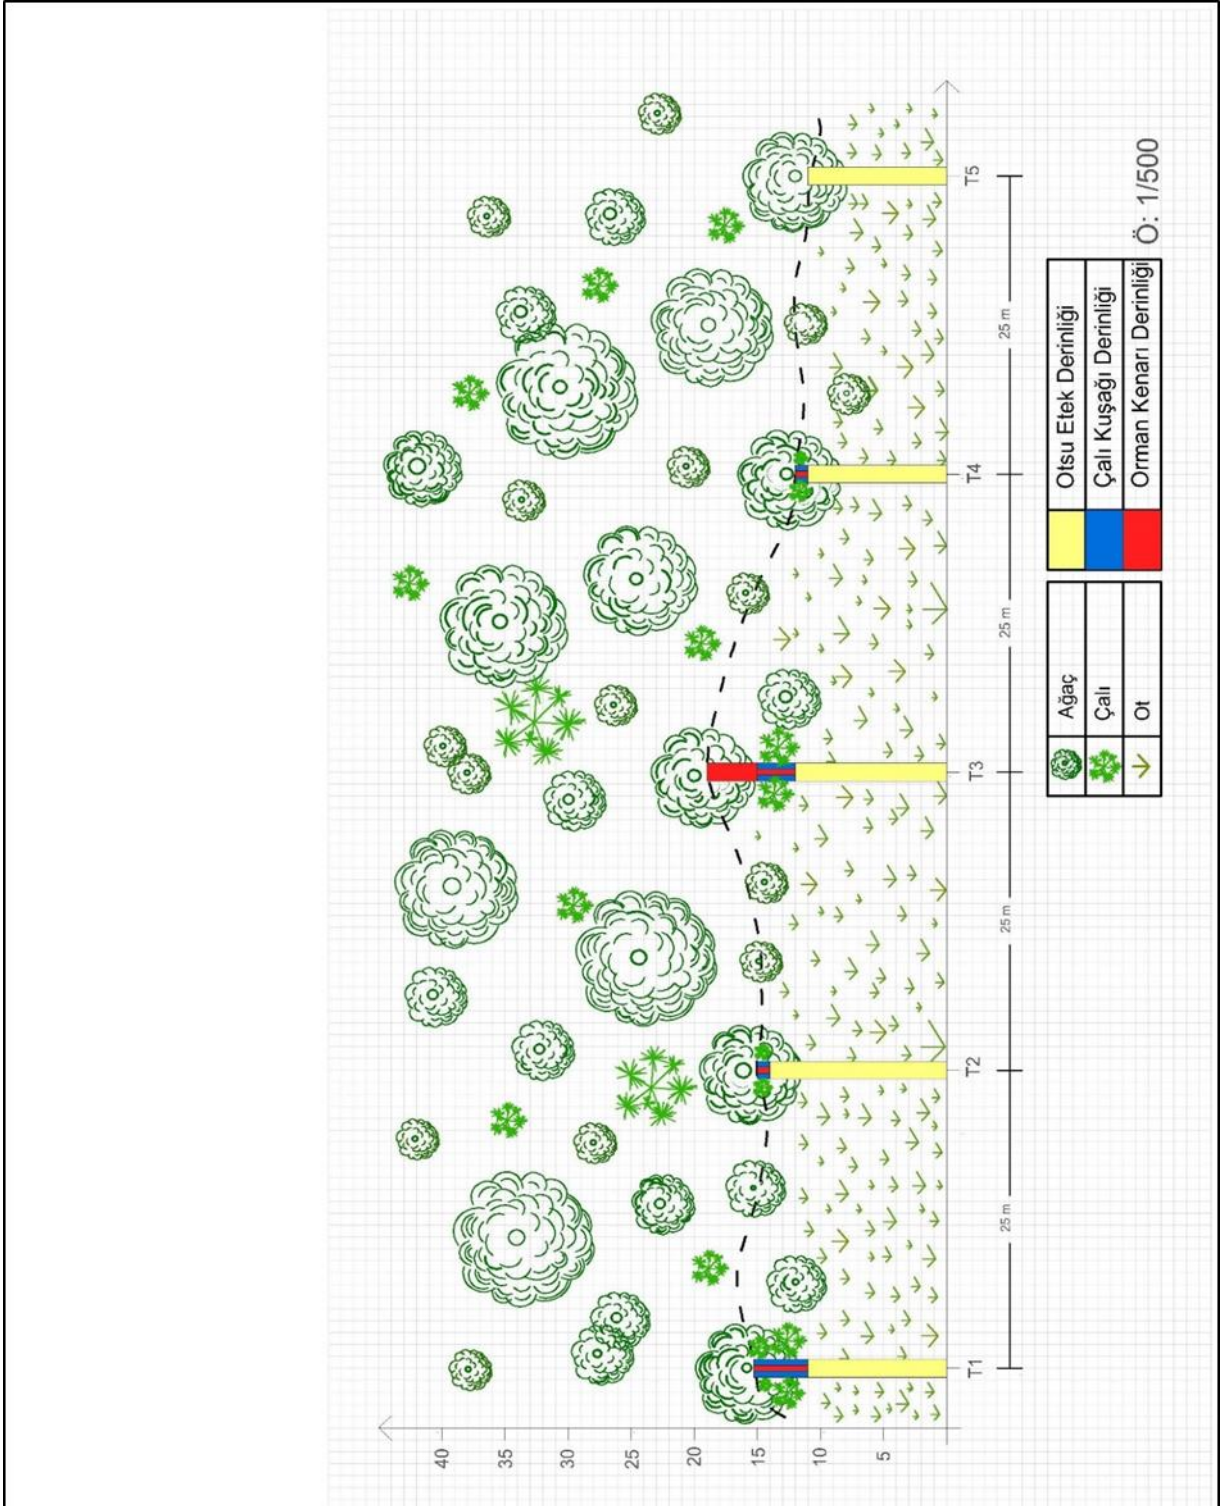 40
35
30
25
20
15
10
5
T1
T2
T3
T4
T5
25 m
25 m
25 m
25 m
Ağaç
Çalı
Ot
Otsu Etek Derinliği
Çalı Kuşağı Derinliği
Orman Kenarı Derinliği
Ö: 1/500